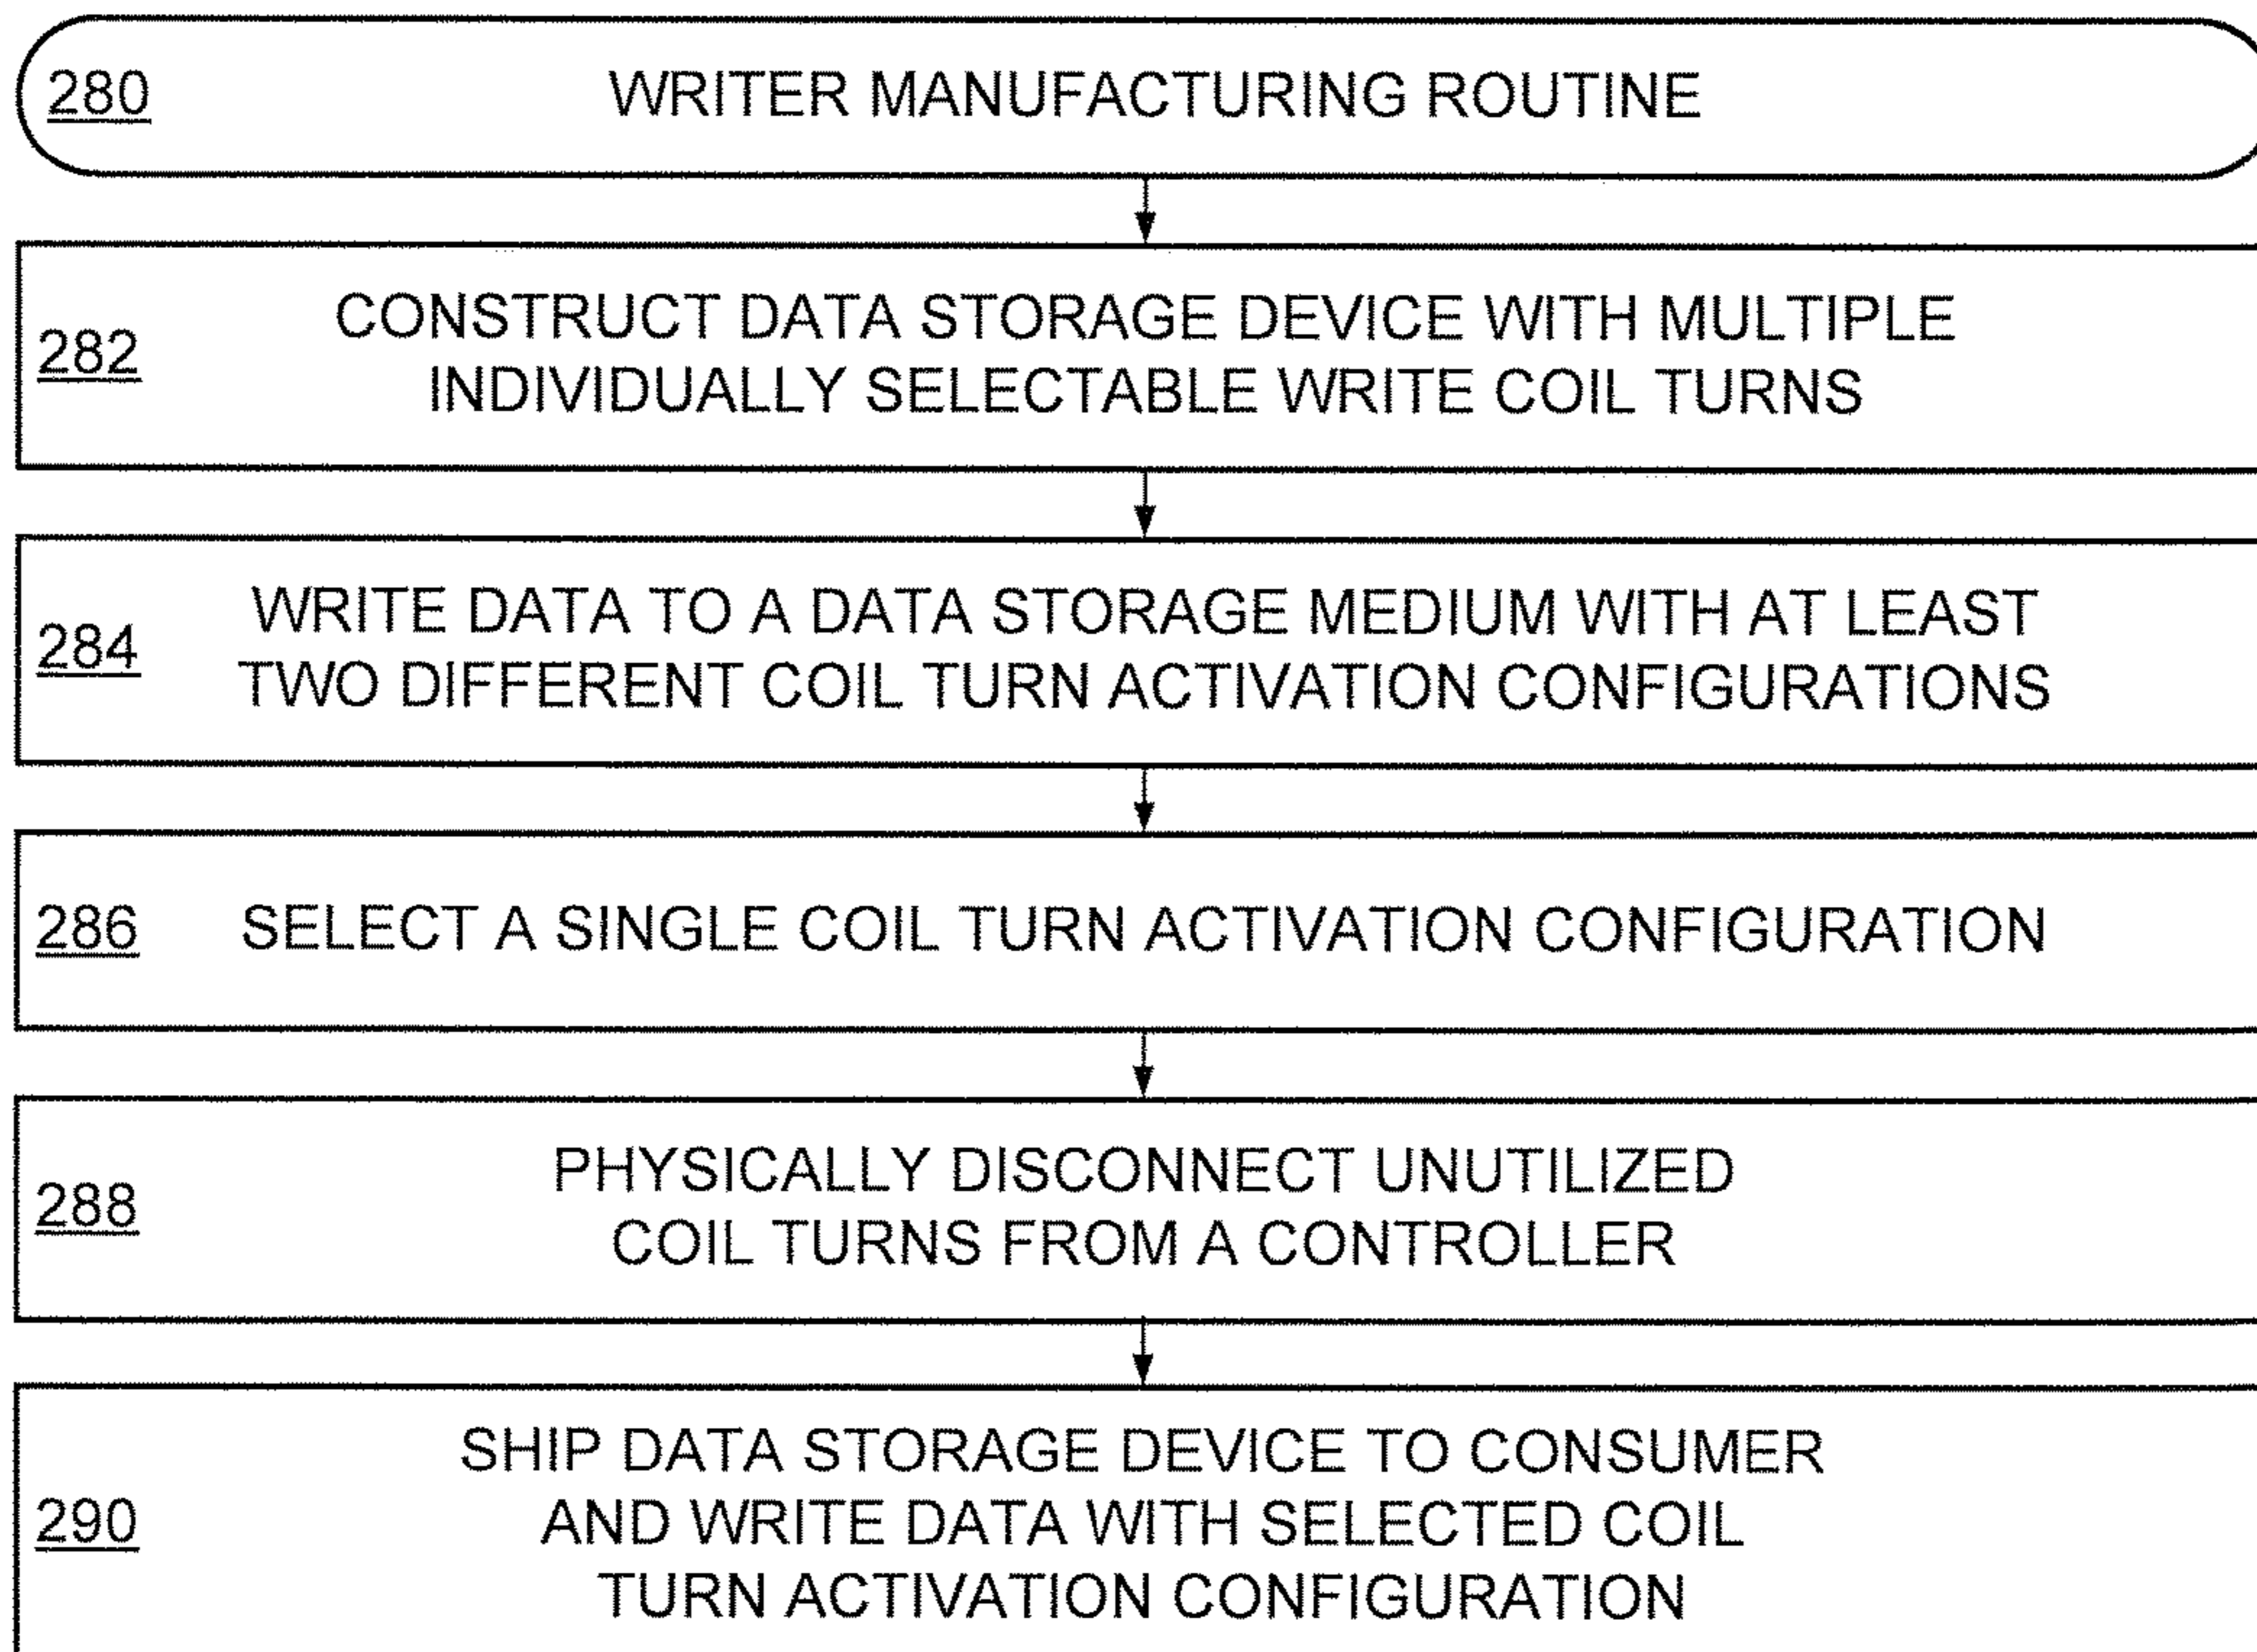 280 WRITER MANUFACTURING ROUTINE
CONSTRUCT DATA STORAGE DEVICE WITH MULTIPLE
282
INDIVIDUALLY SELECTABLE WRITE COIL TURNS
WRITE DATA TO A DATA STORAGE MEDIUM WITH AT LEAST
284
TWO DIFFERENT COIL TURN ACTIVATION CONFIGURATIONS
286 SELECT A SINGLE COIL TURN ACTIVATION CONFIGURATION
PHYSICALLY DISCONNECT UNUTILIZED
288
COIL TURNS FROM A CONTROLLER
SHIP DATA STORAGE DEVICE TO CONSUMER
290 AND WRITE DATA WITH SELECTED COIL
TURN ACTIVATION CONFIGURATION